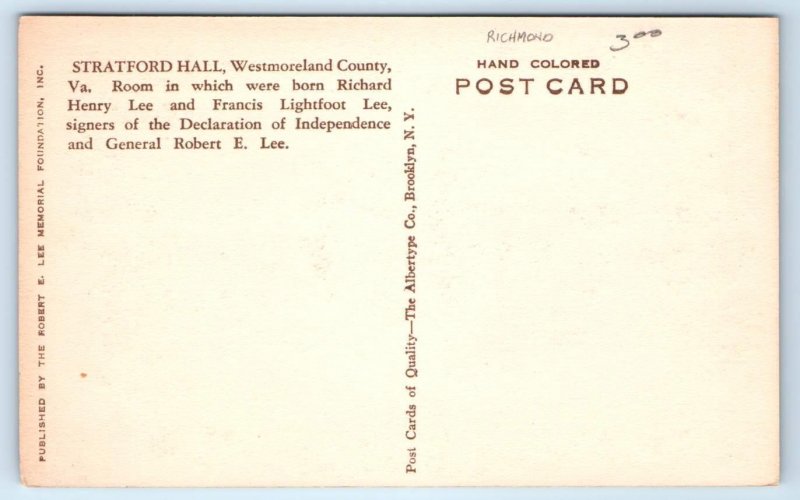 PUBLISHED BY THE ROBERT E. LEE MEMORIAL FOUNDATION, INC.
STRATFORD HALL, Westmoreland County,
Va. Room in which were born Richard
Henry Lee and Francis Lightfoot Lee,
signers of the Declaration of Independence
and General Robert E. Lee.
Post Cards of Quality—The Albertype Co., Brooklyn, N. Y.
RICHMOND
3.00
HAND COLORED
POST CARD